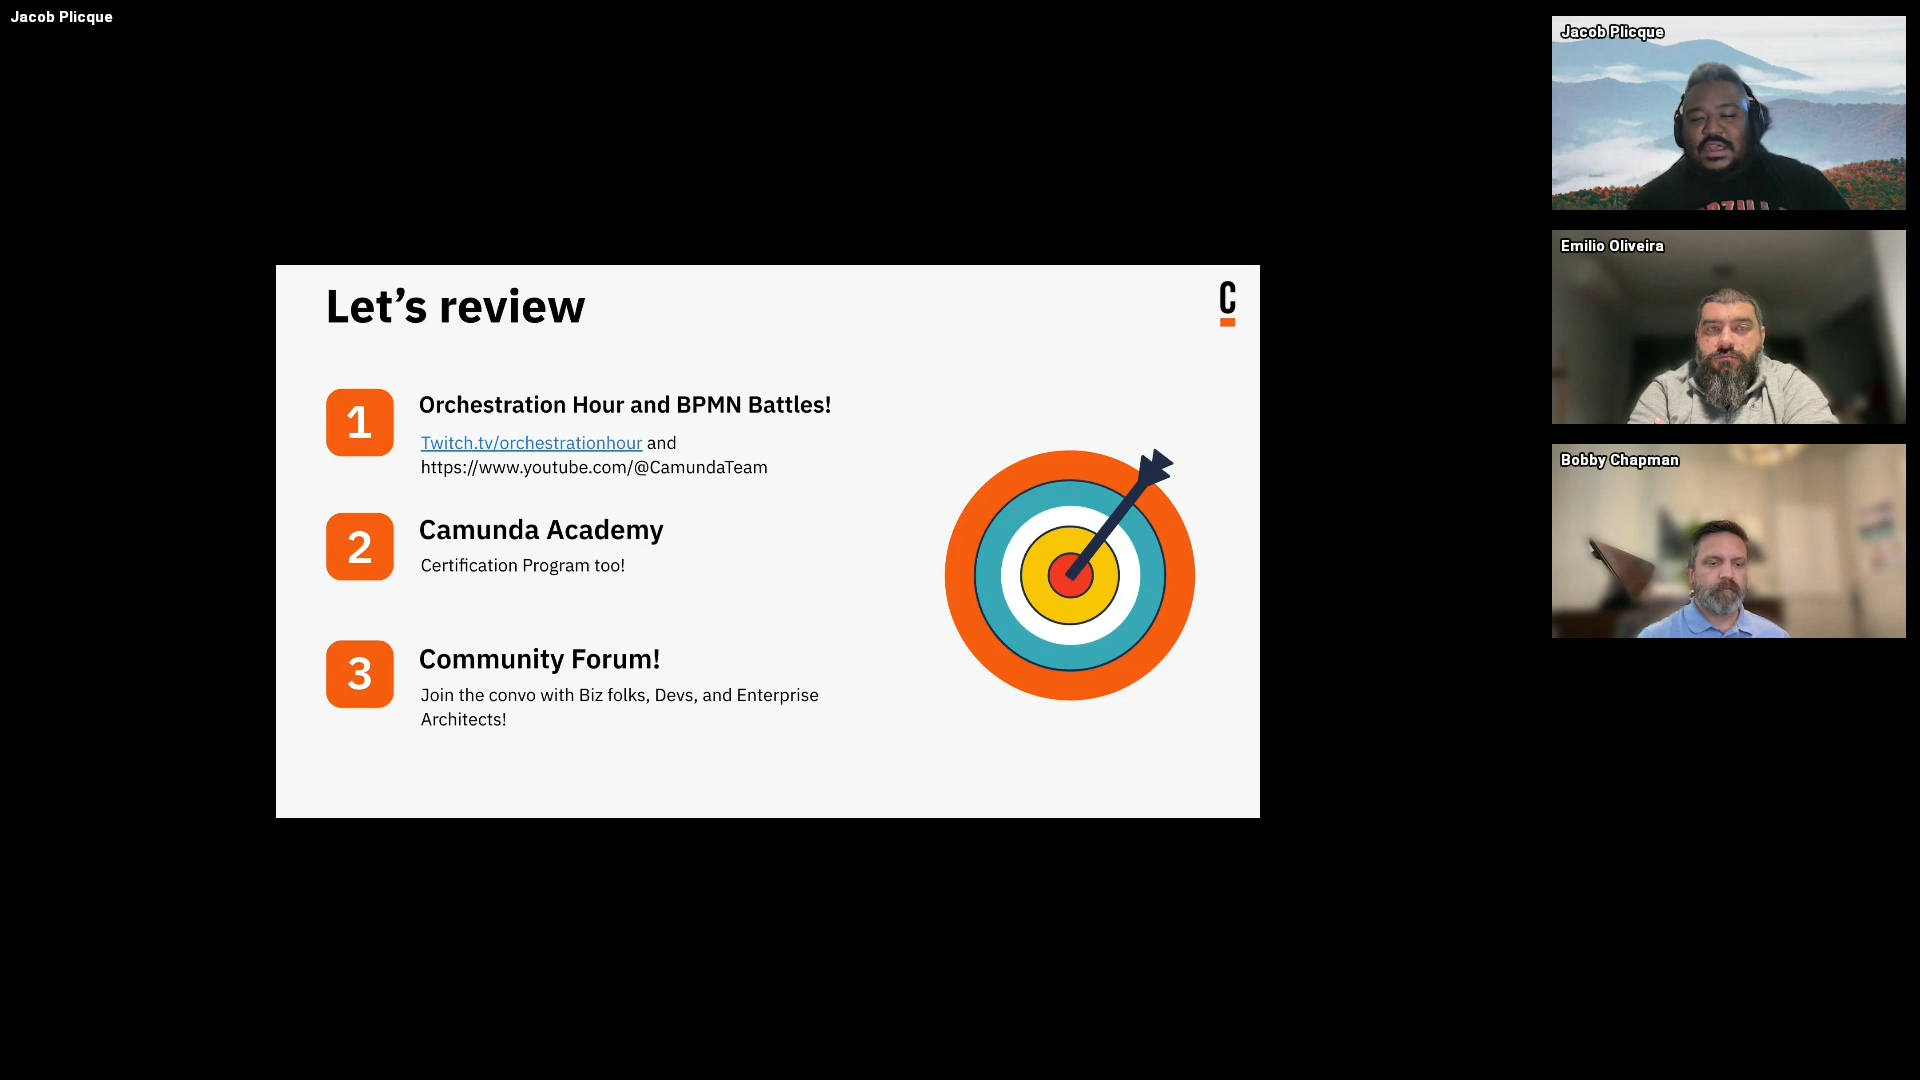 Jacob Plicque
Let’s review
C
1
Orchestration Hour and BPMN Battles!
Twitch.tv/orchestrationhour and
https://www.youtube.com/@CamundaTeam
2
Camunda Academy
Certification Program too!
3
Community Forum!
Join the convo with Biz folks, Devs, and Enterprise
Architects!
Jacob Plicque
Emilio Oliveira
Bobby Chapman